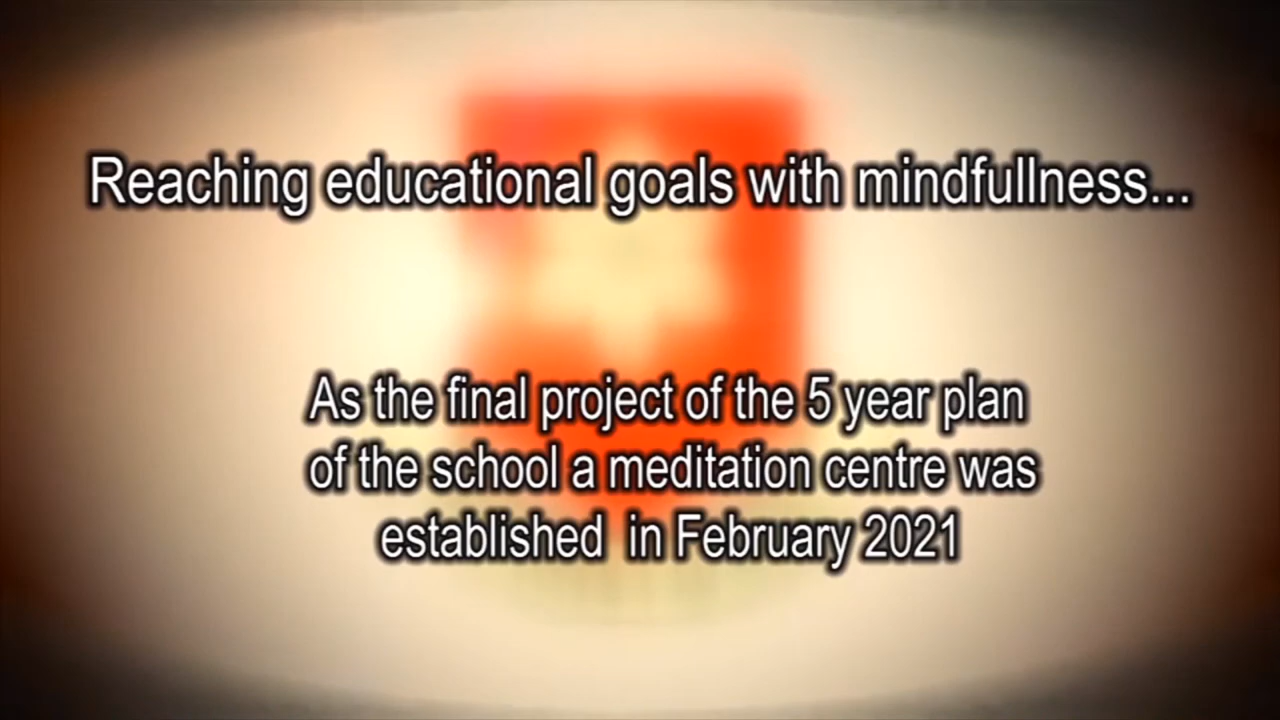 Reaching educational goals with mindfullness...
As the final project of the 5 year plan
of the school a meditation centre was
established  in February 2021